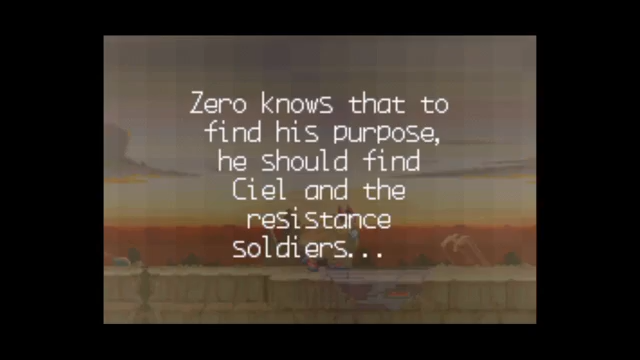 Zero knows that to
find his purpose,
he should find
Ciel and the
resistance
soldiers...